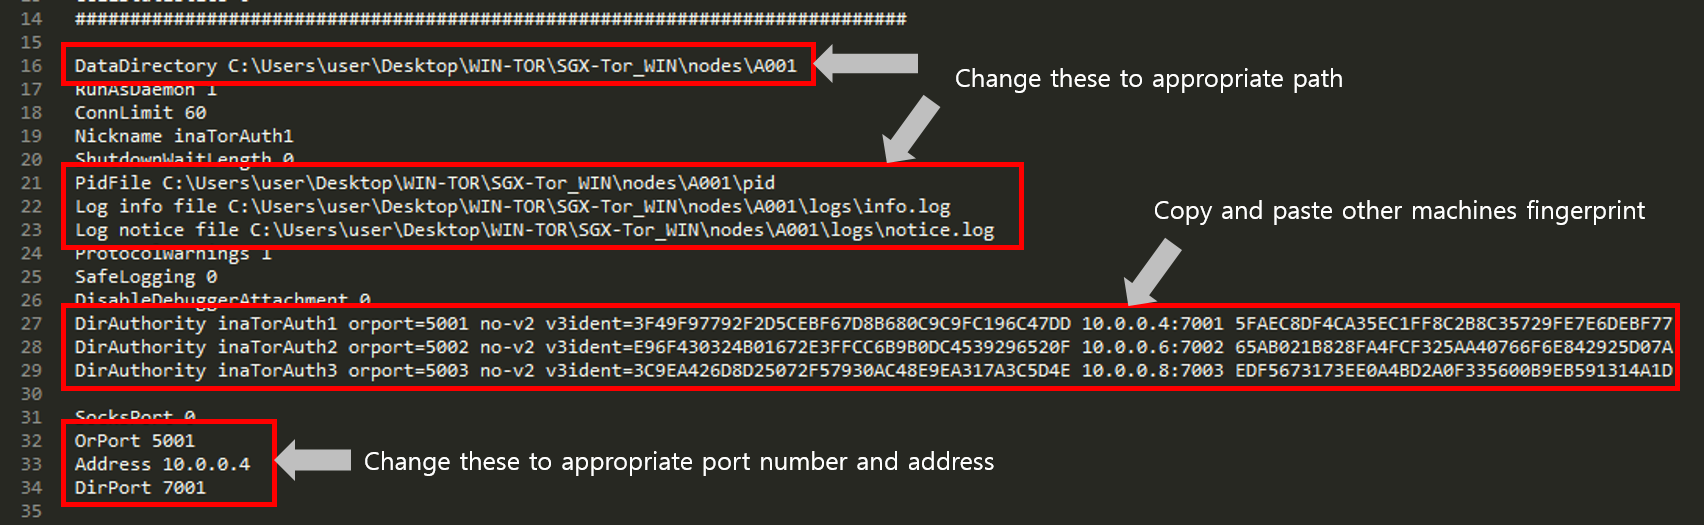 14 ##########################################################################
15
16 DataDirectory C:\Users\user\Desktop\WIN-TOR\SGX-Tor_WIN\nodes\A001
Change these to appropriate path
17 RunAsDaemon 1
18 ConnLimit 60
19 Nickname inaTorAuth1
20 ShutdownWaitLength 0
21 PidFile C:\Users\user\Desktop\WIN-TOR\SGX-Tor_WIN\nodes\A001\pid
22 Log info file C:\Users\user\Desktop\WIN-TOR\SGX-Tor_WIN\nodes\A001\logs\info.log
Copy and paste other machines fingerprint
23 Log notice file C:\Users\user\Desktop\WIN-TOR\SGX-Tor_WIN\nodes\A001\logs\notice.log
24 ProtocolWarnings 1
25 SafeLogging 0
26 DisableDebuggerAttachment 0
27 DirAuthority inaTorAuth1 orport=5001 no-v2 v3ident=3F49F97792F2D5CEBF67D8B680C9C9FC196C47DD 10.0.0.4:7001 5FAEC8DF4CA35EC1FF8C2B8C35729FE7E6DEBF77
28 DirAuthority inaTorAuth2 orport=5002 no-v2 v3ident=E96F430324B01672E3FFCC6B9B0DC4539296520F 10.0.0.6:7002 65AB021B828FA4FCF325AA40766F6E842925D07A
29 DirAuthority inaTorAuth3 orport=5003 no-v2 v3ident=3C9EA426D8D25072F57930AC48E9EA317A3C5D4E 10.0.0.8:7003 EDF5673173EE0A4BD2A0F335600B9EB591314A1D
30
31 SocksPort 0
32 OrPort 5001
33 Address 10.0.0.4
Change these to appropriate port number and address
34 DirPort 7001
35